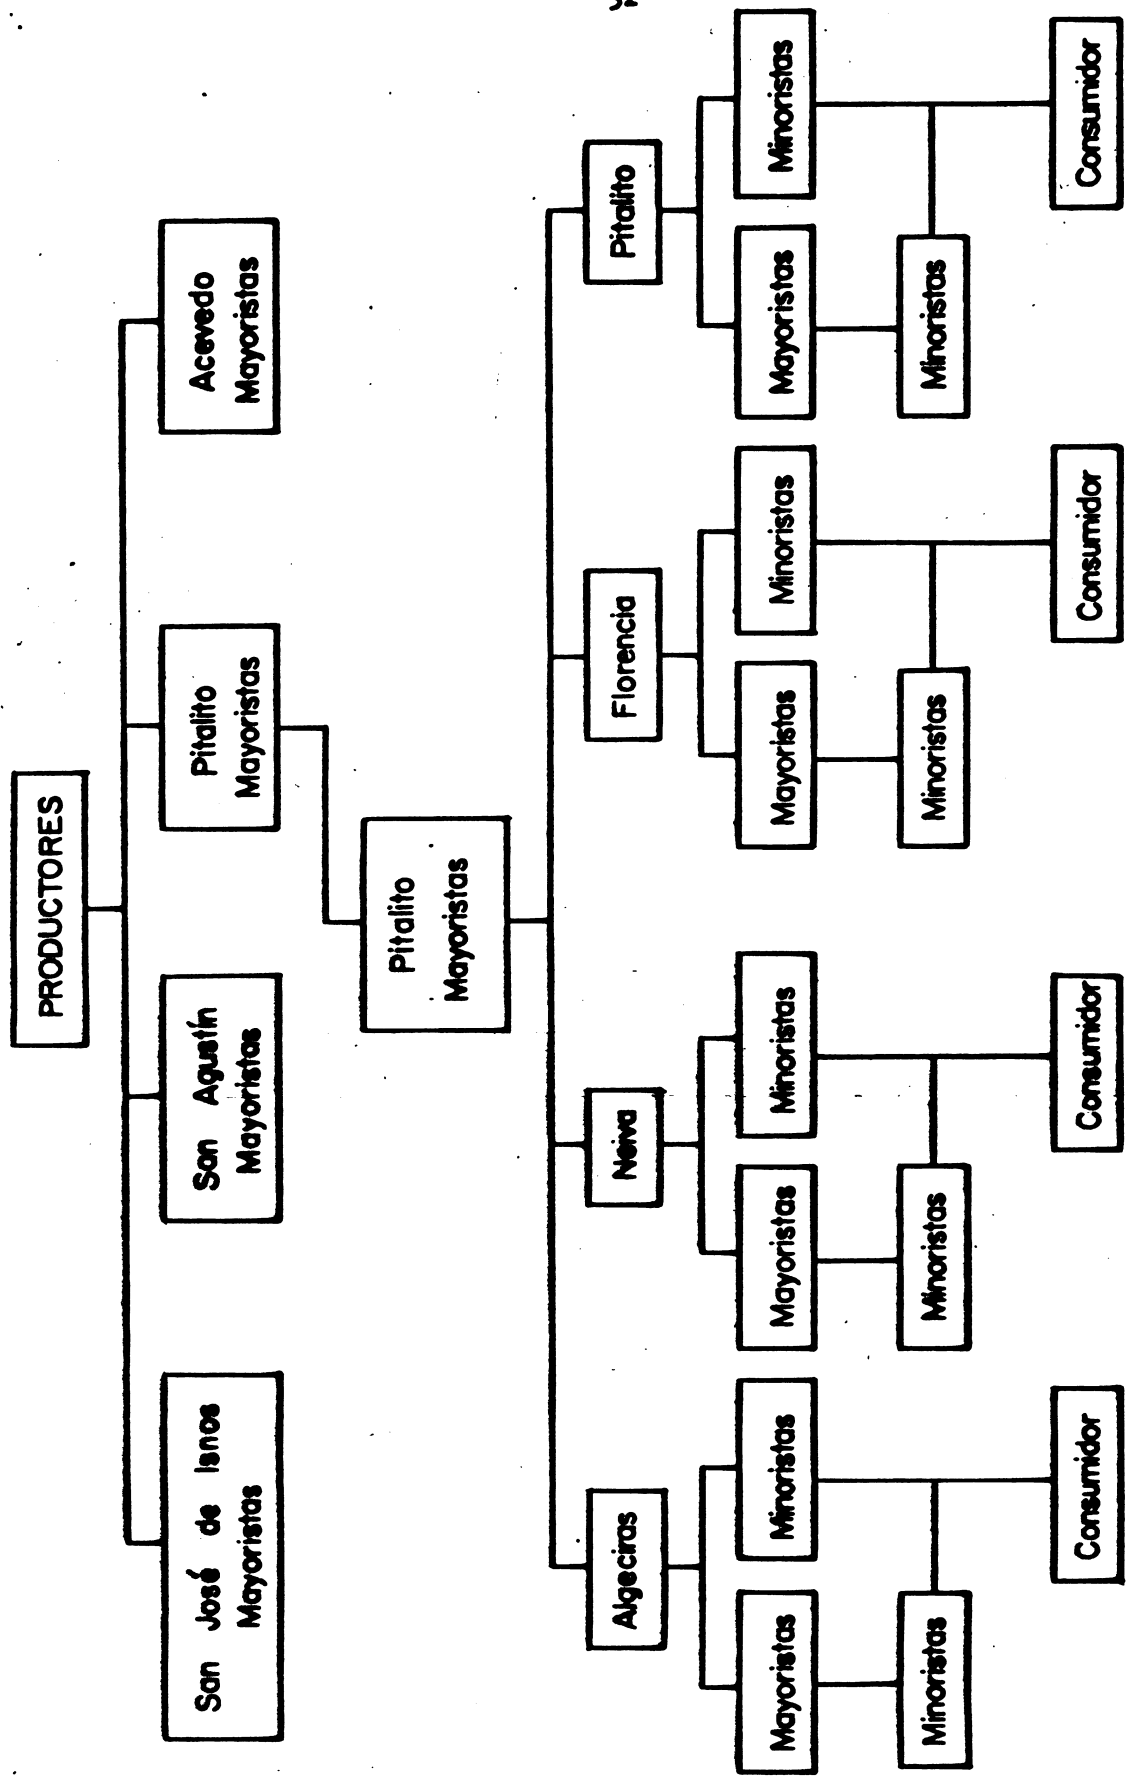 PRODUCTORES
San José de Isnos
Mayoristas
San Agustín
Mayoristas
Pitalito
Mayoristas
Acevedo
Mayoristas
Pitalito
Mayoristas
Algeciras
Neiva
Florencia
Pitalito
Mayoristas
Minoristas
Mayoristas
Minoristas
Mayoristas
Minoristas
Mayoristas
Minoristas
Minoristas
Minoristas
Minoristas
Minoristas
Consumidor
Consumidor
Consumidor
Consumidor